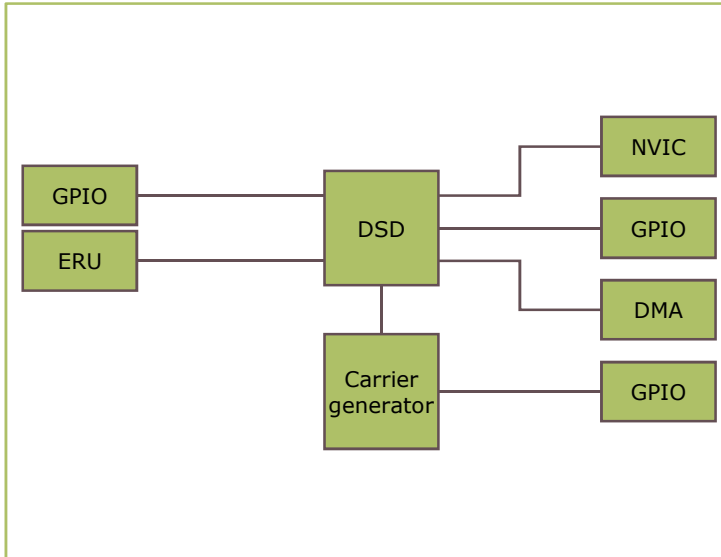 NVIC
GPIO
ERU
DSD
GPIO
DMA
Carrier
generator
GPIO